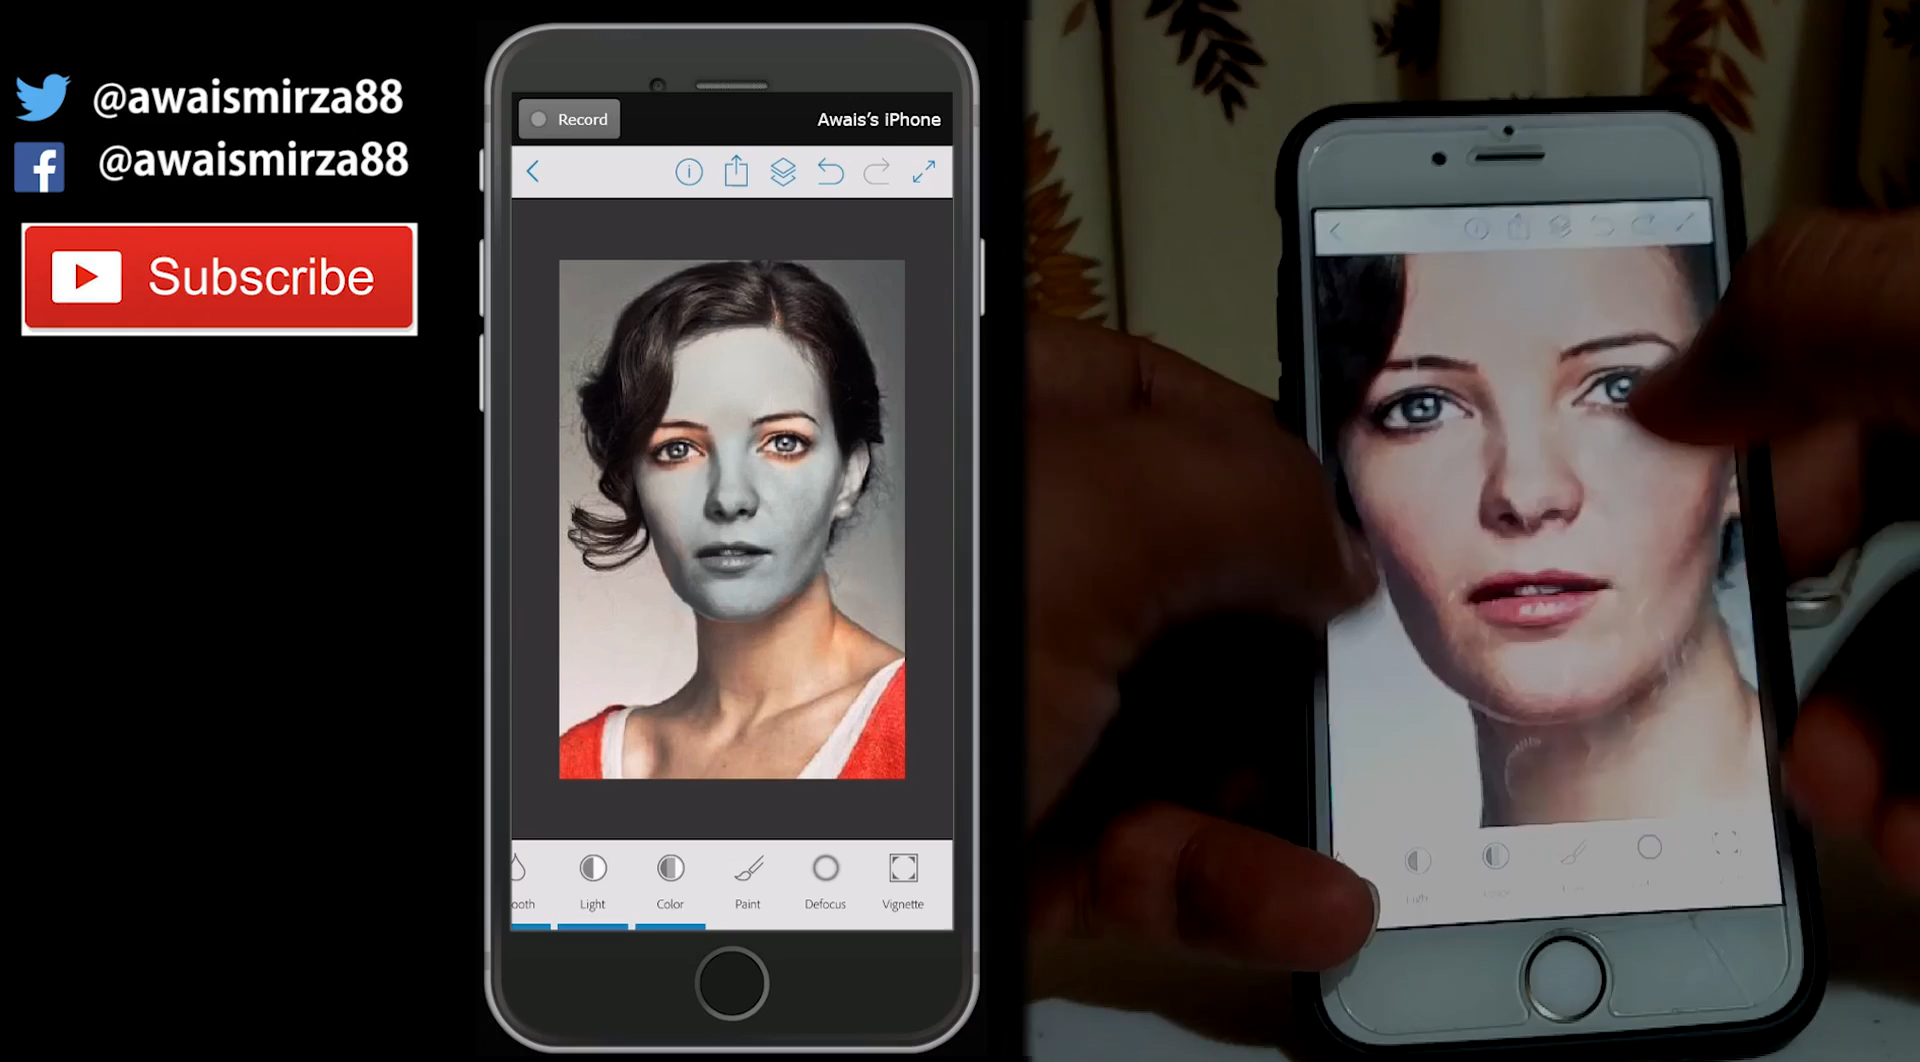 @awaismirza88
@awaismirza88
Subscribe
Record
Awais's iPhone
ooth
Light
Color
Paint
Defocus
Vignette